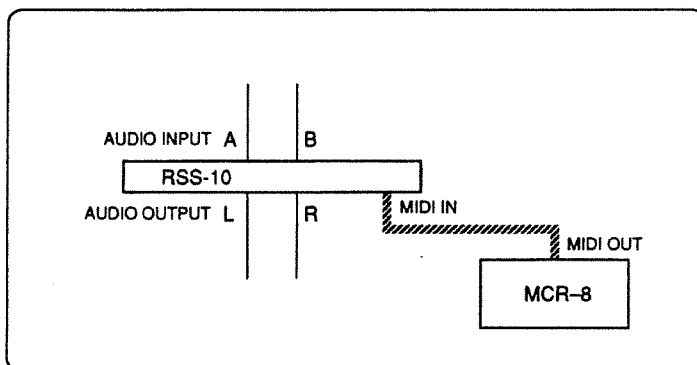 AUDIO INPUT A B
RSS-10
AUDIO OUTPUT L R
MIDI IN
MIDI OUT
MCR–8